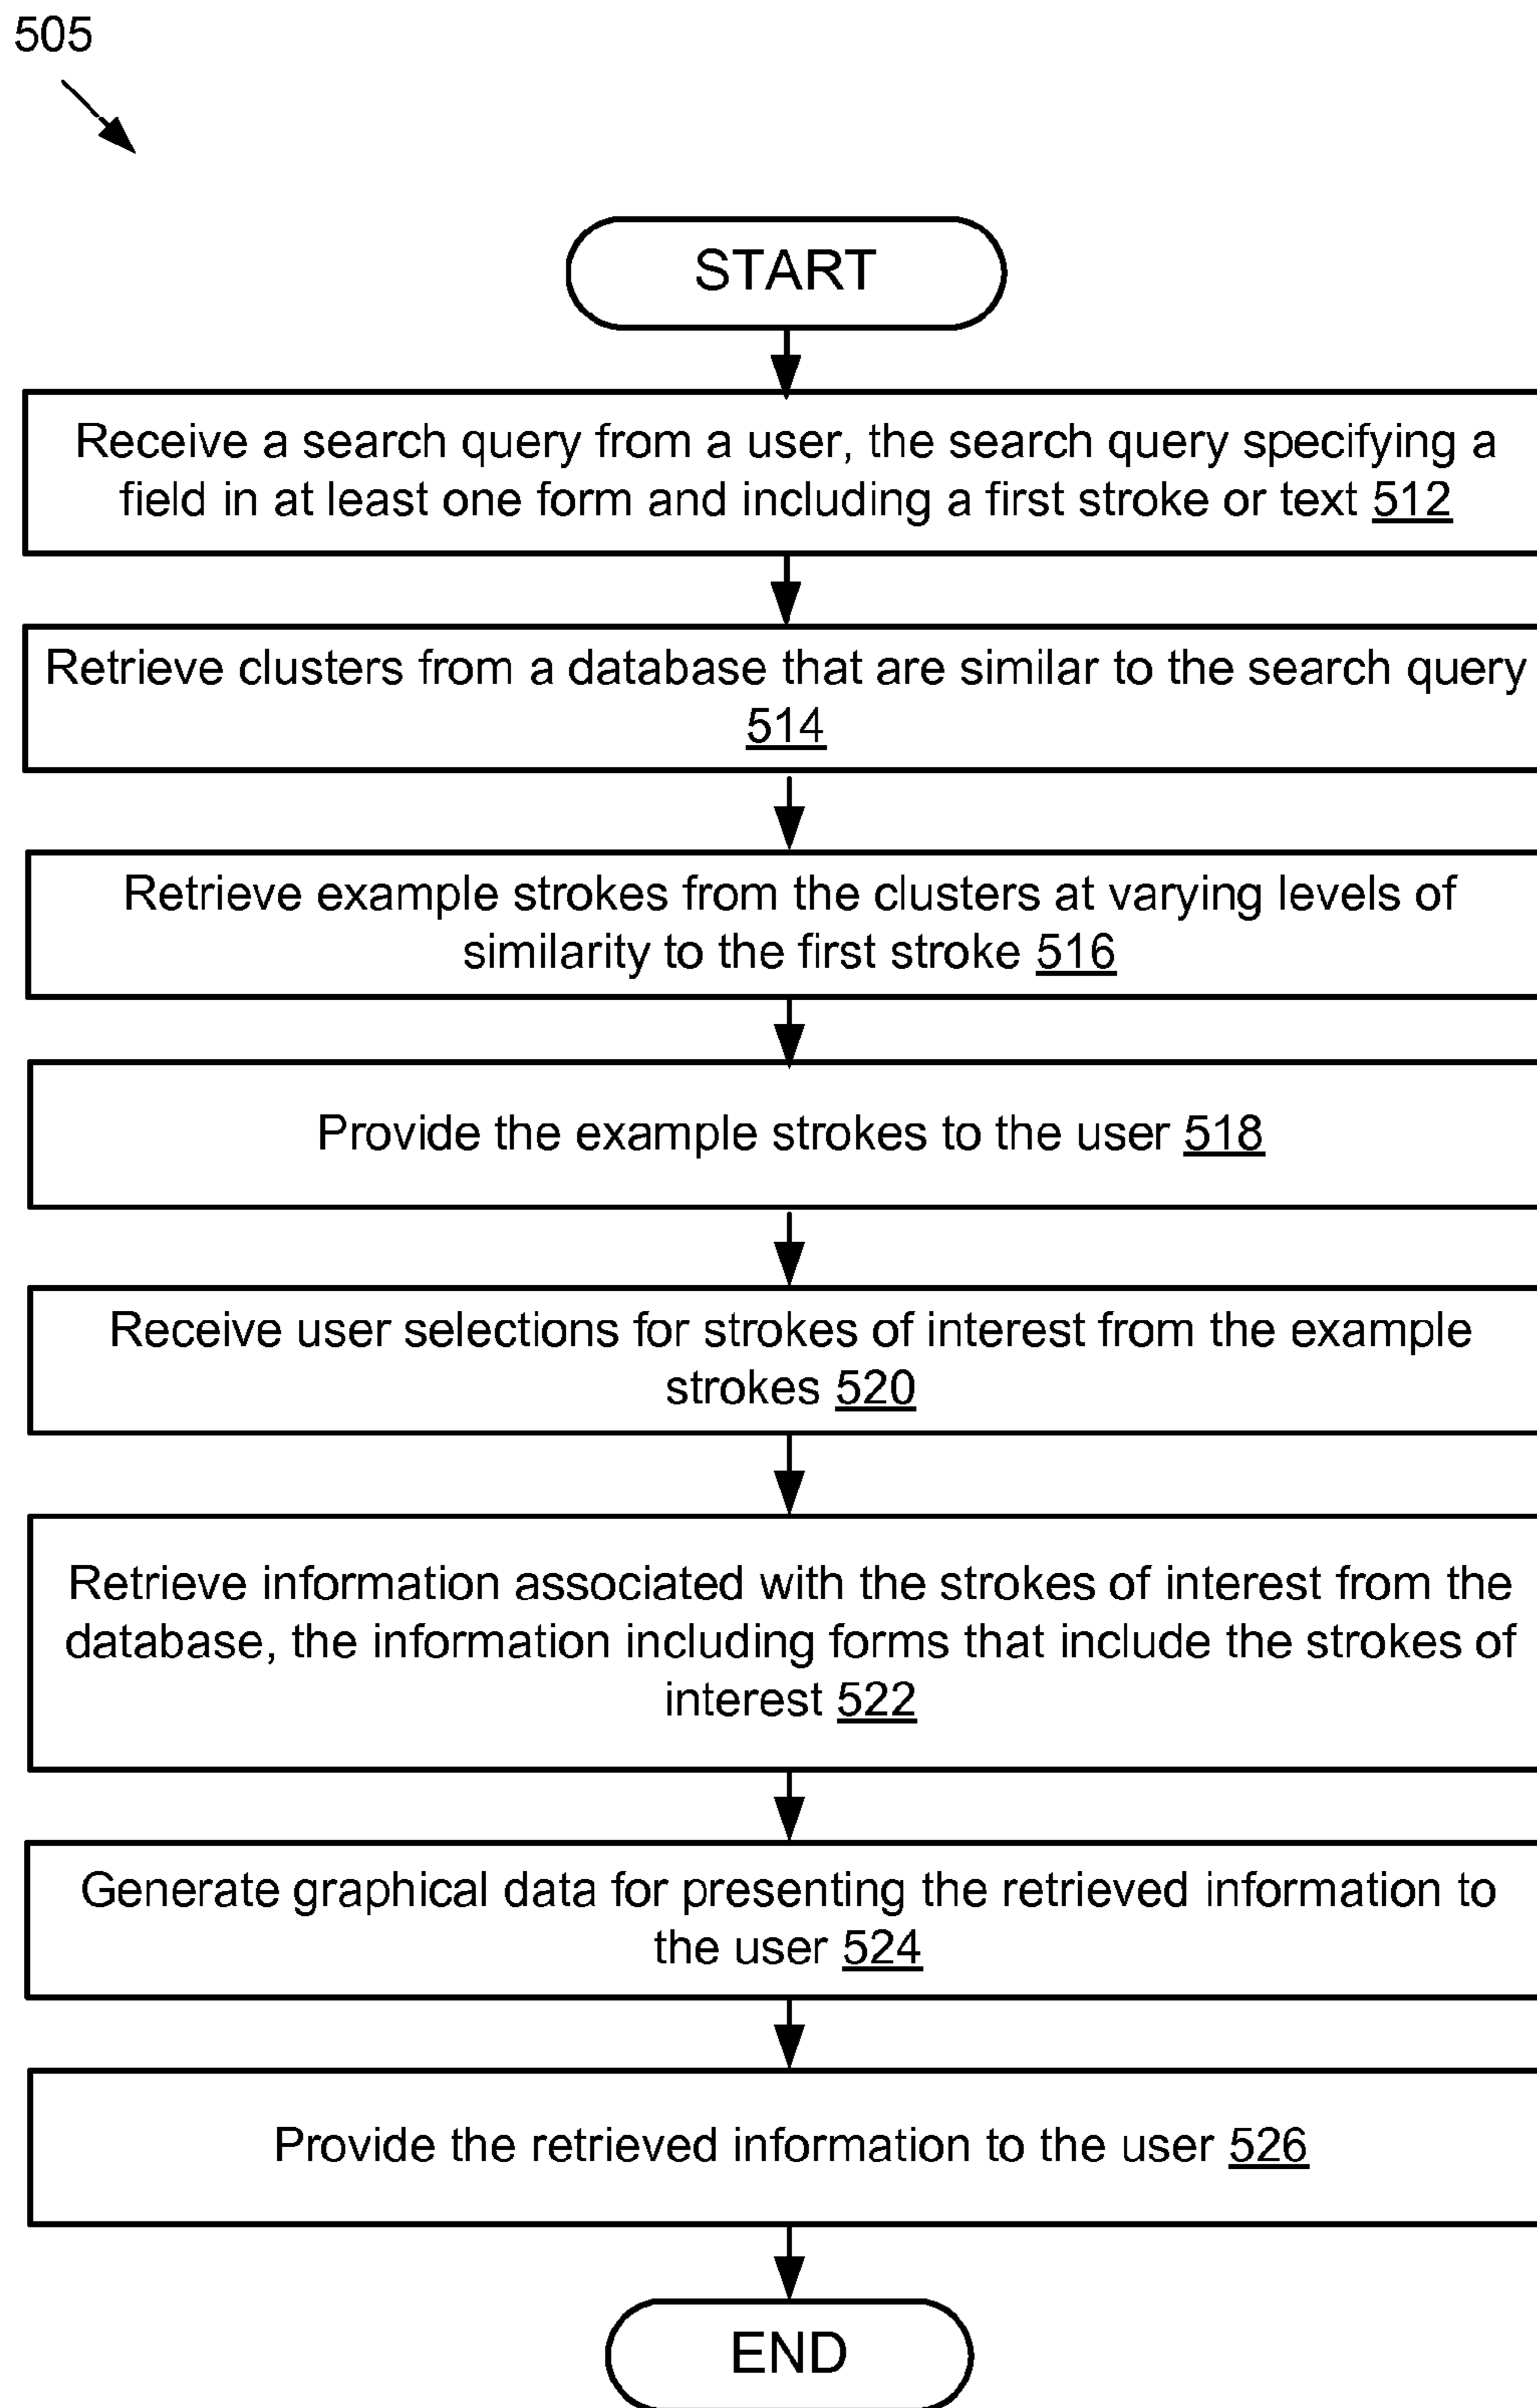 505
START
Receive a search query from a user, the search query specifying a
field in at least one form and including a first stroke or text 512
Retrieve clusters from a database that are similar to the search query
514
Retrieve example strokes from the clusters at varying levels of
similarity to the first stroke 516
Provide the example strokes to the user 518
Receive user selections for strokes of interest from the example
strokes 520
Retrieve information associated with the strokes of interest from the
database, the information including forms that include the strokes of
interest 522
Generate graphical data for presenting the retrieved information to
the user 524
Provide the retrieved information to the user 526
END